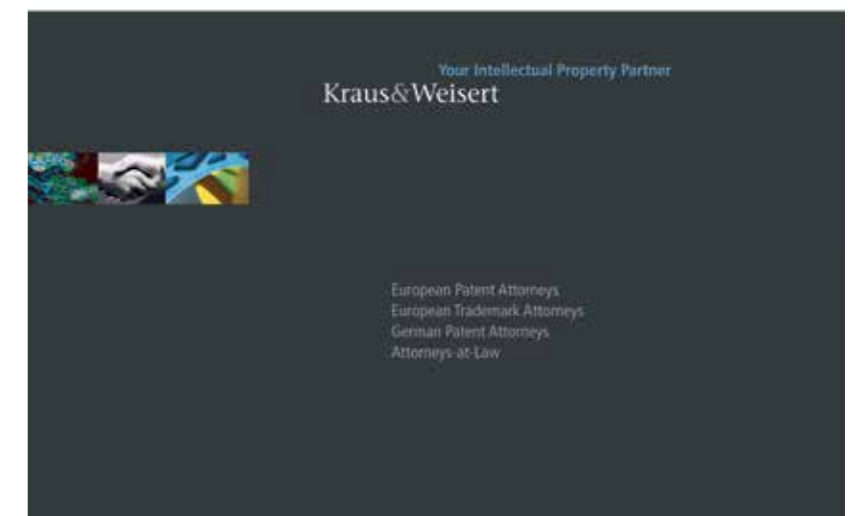 Your Intellectual Property Partner
Kraus&Weisert
European Patent Attorneys
European Trademark Attorneys
German Patent Attorneys
Attorneys-at-Law